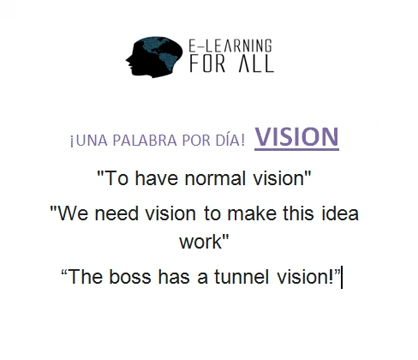 E-LEARNING
FOR ALL
¡UNA PALABRA POR DÍA! VISION
"To have normal vision"
"We need vision to make this idea
work"
“The boss has a tunnel vision!”